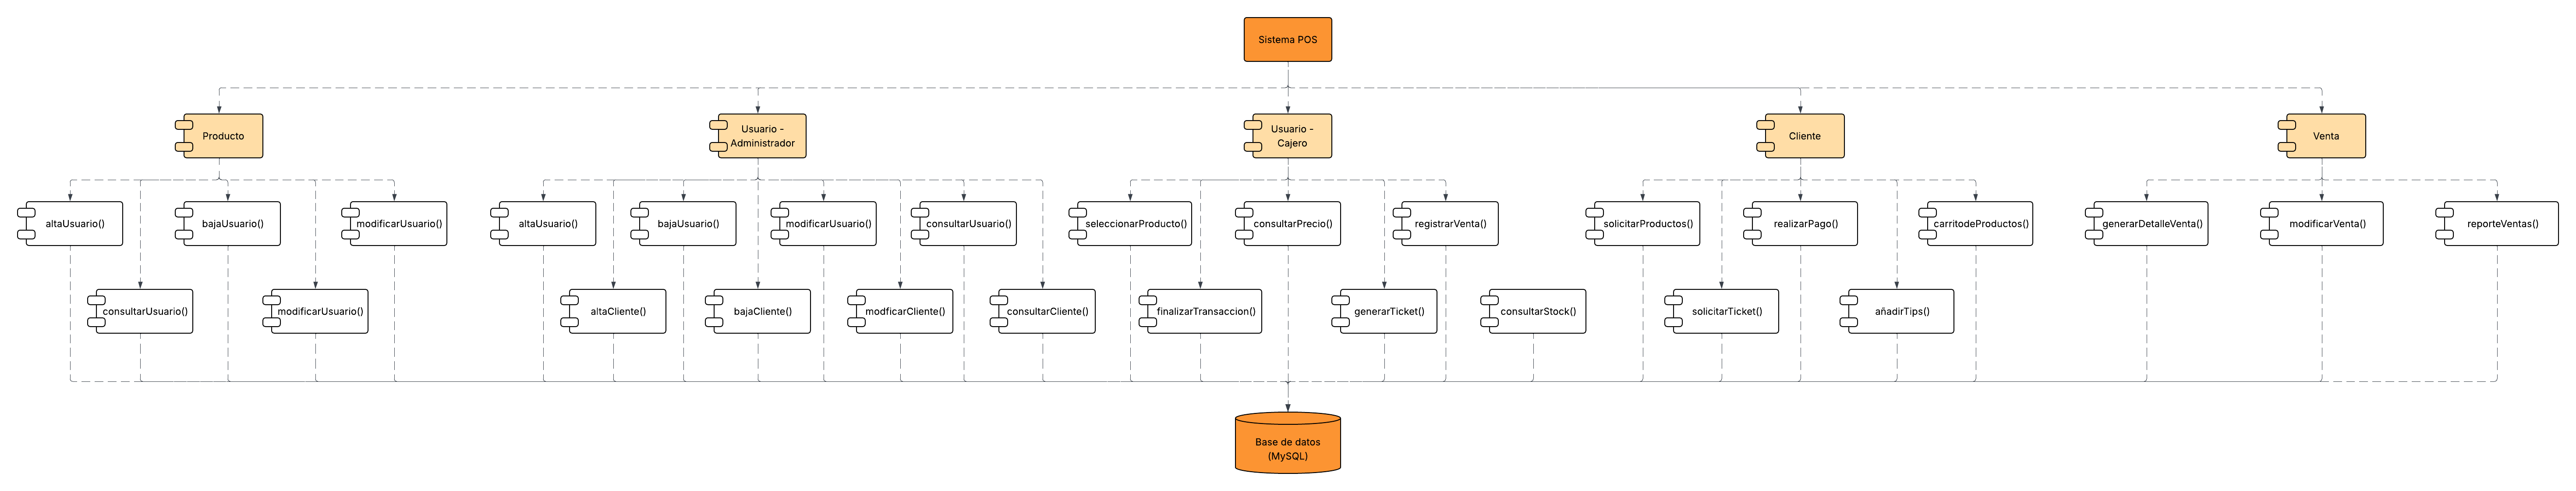 Sistema POS
Producto
Usuario -
Administrador
Usuario -
Cajero
Cliente
Venta
altaUsuario()
bajaUsuario()
modificarUsuario()
altaUsuario()
bajaUsuario()
modificarUsuario()
consultarUsuario()
seleccionarProducto()
consultarPrecio()
registrarVenta()
solicitarProductos()
realizarPago()
carritodeProductos()
generarDetalleVenta()
modificarVenta()
reporteVentas()
consultarUsuario()
modificarUsuario()
altaCliente()
bajaCliente()
modficarCliente()
consultarCliente()
finalizarTransaccion()
generarTicket()
consultarStock()
solicitarTicket()
añadirTips()
Base de datos
(MySQL)